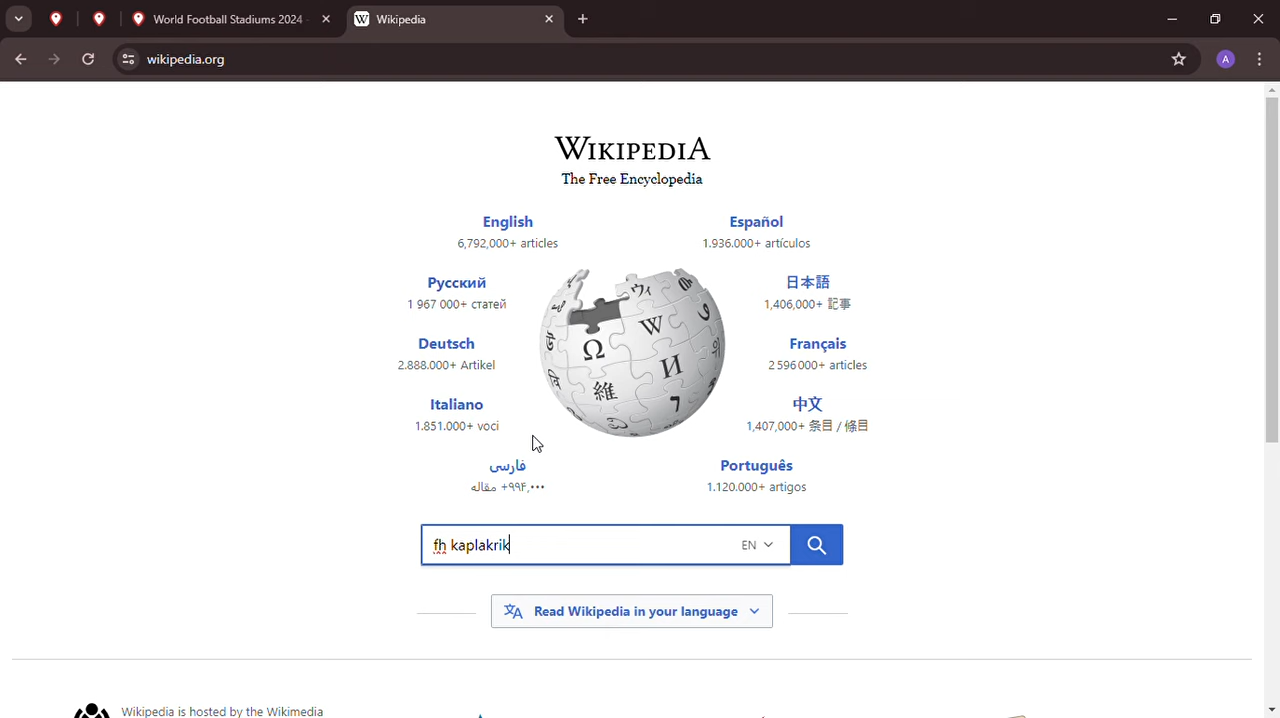 World Football Stadiums 2024
Wikipedia
wikipedia.org
A
WIKIPEDIA
The Free Encyclopedia
English
6,792,000+ articles
Español
1.936.000+ artículos
Русский
1 967 000+ статей
日本語
1,406,000+ 記事
Deutsch
2.888.000+ Artikel
Français
2 596 000+ articles
Italiano
1.851.000+ voci
中文
1,407,000+ 条目 / 條目
فارسی
۹۹۴٬۰۰۰+ مقاله
Português
1.120.000+ artigos
fh kaplakrik
EN
Read Wikipedia in your language
Wikipedia is hosted by the Wikimedia